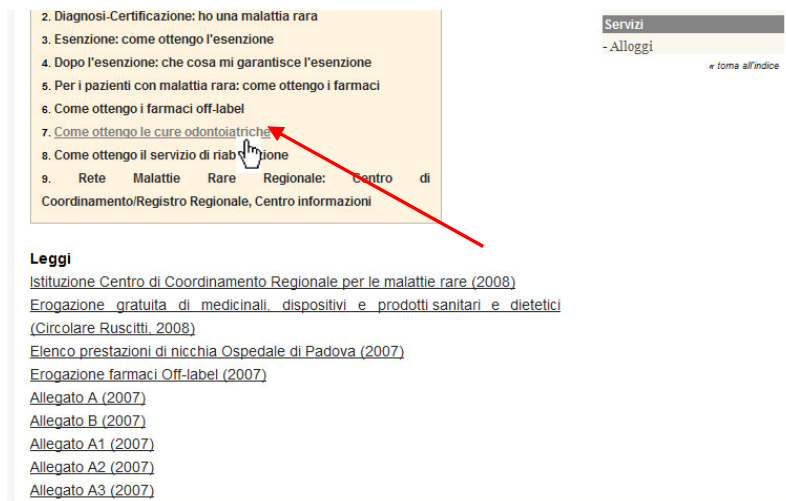 2. Diagnosi-Certificazione: ho una malattia rara
3. Esenzione: come ottengo l'esenzione
4. Dopo l'esenzione: che cosa mi garantisce l'esenzione
5. Per i pazienti con malattia rara: come ottengo i farmaci
6. Come ottengo i farmaci off-label
7. Come ottengo le cure odontoiatriche
8. Come ottengo il servizio di
9. Rete Malattie Rare Regionale: Centro di
Coordinamento/Registro Regionale, Centro informazioni
Leggi
Istituzione Centro di Coordinamento Regionale per le malattie rare (2008)
Erogazione gratuita di medicinali, dispositivi e prodotti sanitari e dietetici
(Circolare Ruscitti, 2008)
Elenco prestazioni di nicchia Ospedale di Padova (2007)
Erogazione farmaci Off-label (2007)
Allegato A (2007)
Allegato B (2007)
Allegato A1 (2007)
Allegato A2 (2007)
Allegato A3 (2007)
Servizi
- Alloggi
« torna all'indice